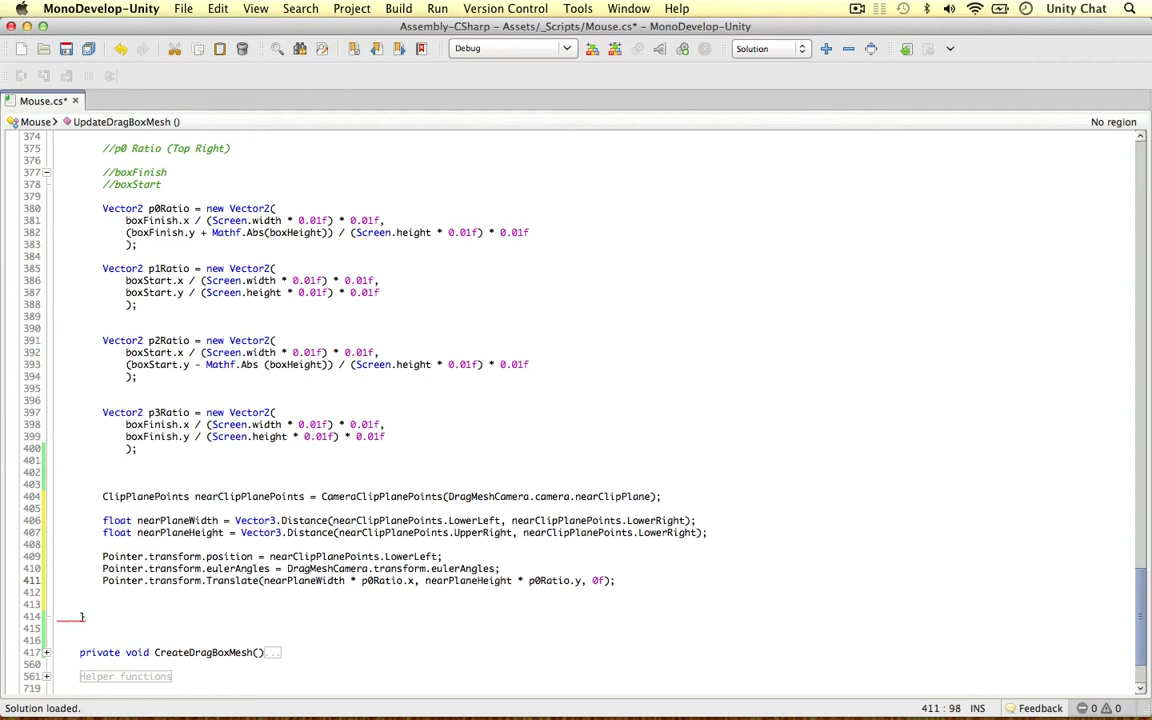 MonoDevelop-Unity File Edit View Search Project Build Run Version Control Tools Window Help Unity Chat
Assembly-CSharp - Assets/_Scripts/Mouse.cs* - MonoDevelop-Unity
Debug Solution
Mouse.cs* ×
Mouse UpdateDragBoxMesh () No region
374
375 //p0 Ratio (Top Right)
376
377 //boxFinish
378 //boxStart
379
380 Vector2 p0Ratio = new Vector2(
381 boxFinish.x / (Screen.width * 0.01f) * 0.01f,
382 (boxFinish.y + Mathf.Abs(boxHeight)) / (Screen.height * 0.01f) * 0.01f
383 );
384
385 Vector2 p1Ratio = new Vector2(
386 boxStart.x / (Screen.width * 0.01f) * 0.01f,
387 boxStart.y / (Screen.height * 0.01f) * 0.01f
388 );
389
390
391 Vector2 p2Ratio = new Vector2(
392 boxStart.x / (Screen.width * 0.01f) * 0.01f,
393 (boxStart.y - Mathf.Abs (boxHeight)) / (Screen.height * 0.01f) * 0.01f
394 );
395
396
397 Vector2 p3Ratio = new Vector2(
398 boxFinish.x / (Screen.width * 0.01f) * 0.01f,
399 boxFinish.y / (Screen.height * 0.01f) * 0.01f
400 );
401
402
403
404 ClipPlanePoints nearClipPlanePoints = CameraClipPlanePoints(DragMeshCamera.camera.nearClipPlane);
405
406 float nearPlaneWidth = Vector3.Distance(nearClipPlanePoints.LowerLeft, nearClipPlanePoints.LowerRight);
407 float nearPlaneHeight = Vector3.Distance(nearClipPlanePoints.UpperRight, nearClipPlanePoints.LowerRight);
408
409 Pointer.transform.position = nearClipPlanePoints.LowerLeft;
410 Pointer.transform.eulerAngles = DragMeshCamera.transform.eulerAngles;
411 Pointer.transform.Translate(nearPlaneWidth * p0Ratio.x, nearPlaneHeight * p0Ratio.y, 0f);
412
413
414 }
415
416
417 private void CreateDragBoxMesh()...
560
561 Helper functions
719
Solution loaded. 411 : 98 INS Feedback 0 0